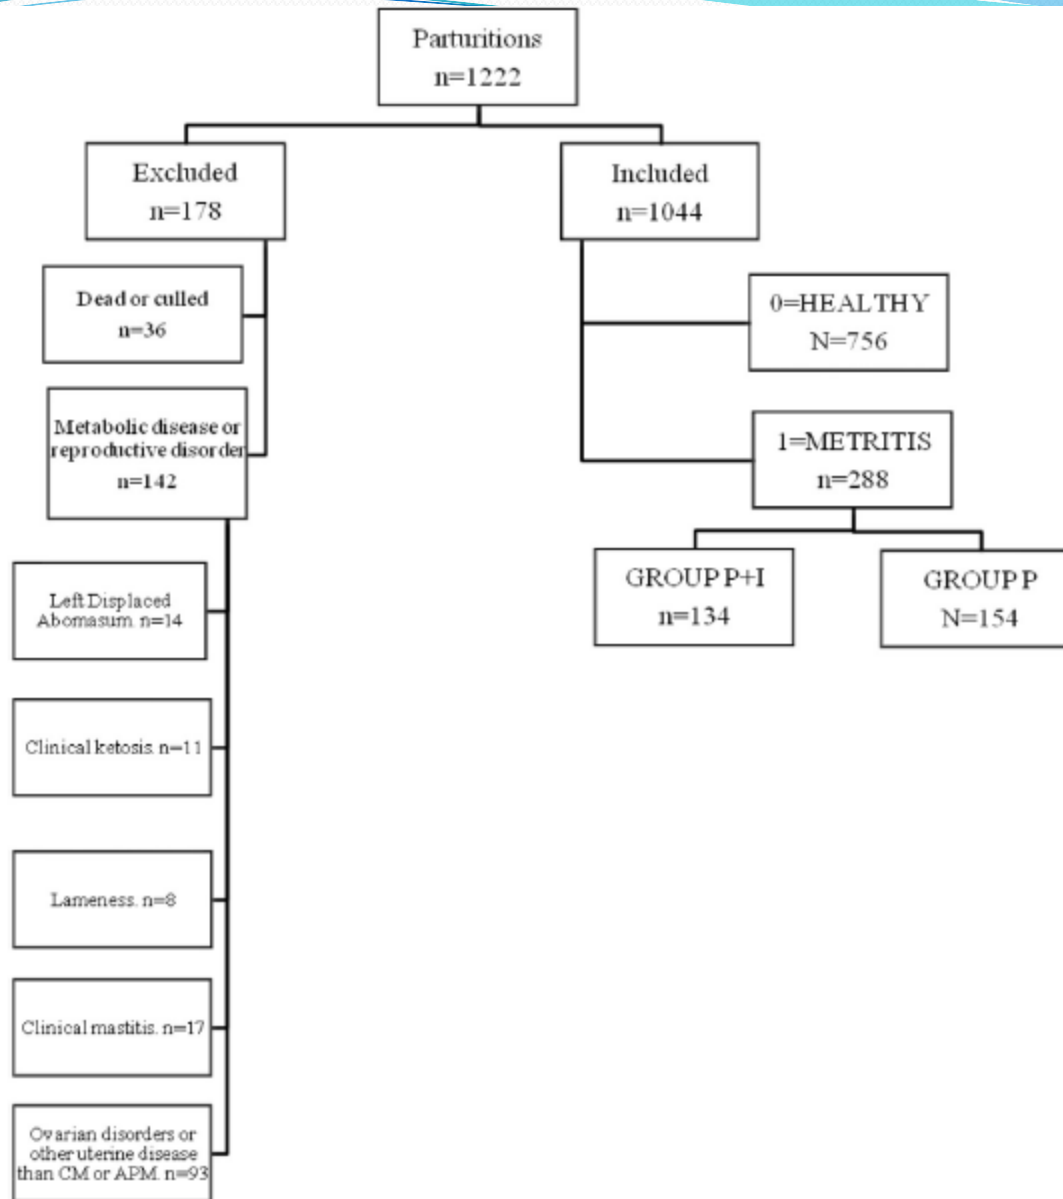 Parturitions
n=1222
Excluded
n=178
Included
n=1044
Dead or culled
n=36
0=HEALTHY
N=756
Metabolic disease or
reproductive disorder
n=142
1=METRITIS
n=288
GROUP P+I
n=134
GROUP P
N=154
Left Displaced
Abomasum. n=14
Clinical ketosis. n=11
Lameness. n=8
Clinical mastitis. n=17
Ovarian disorders or
other uterine disease
than CM or APM. n=93